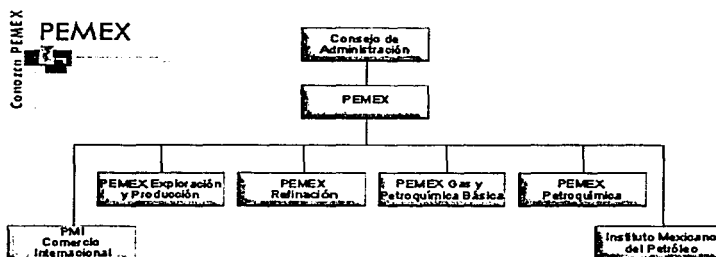 Conozca PEMEX
PEMEX
Consejo de
Administración
PEMEX
PEMEX Exploración
y Producción
PEMEX
Refinación
PEMEX Gas y
Petroquímica Básica
PEMEX
Petroquímica
PMI
Comercio
Internacional
Instituto Mexicano
del Petróleo